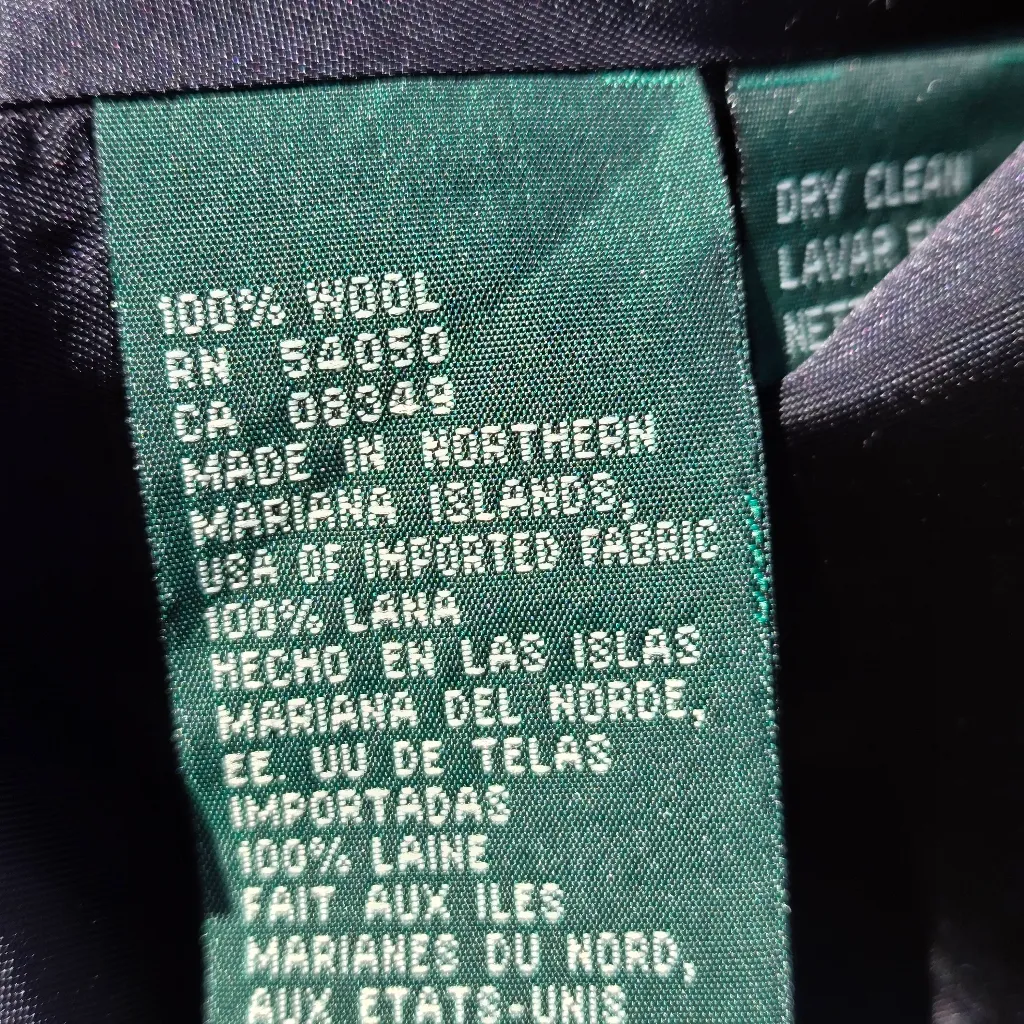 100% WOOL
RN 54050
CA 08349
MADE IN NORTHERN
MARIANA ISLANDS,
USA OF IMPORTED FABRIC
100% LANA
HECHO EN LAS ISLAS
MARIANA DEL NORDE,
EE. UU DE TELAS
IMPORTADAS
100% LAINE
FAIT AUX ILES
MARIANES DU NORD,
AUX ETATS-UNIS
DRY CLEAN
LAVAR